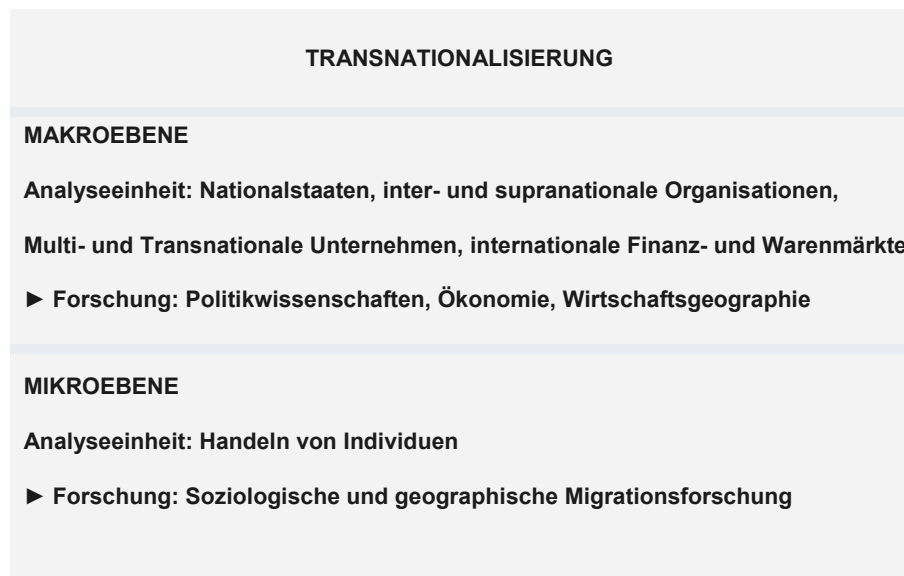 TRANSNATIONALISIERUNG
MAKROEBENE
Analyseeinheit: Nationalstaaten, inter- und supranationale Organisationen,
Multi- und Transnationale Unternehmen, internationale Finanz- und Warenmärkte
► Forschung: Politikwissenschaften, Ökonomie, Wirtschaftsgeographie
MIKROEBENE
Analyseeinheit: Handeln von Individuen
► Forschung: Soziologische und geographische Migrationsforschung